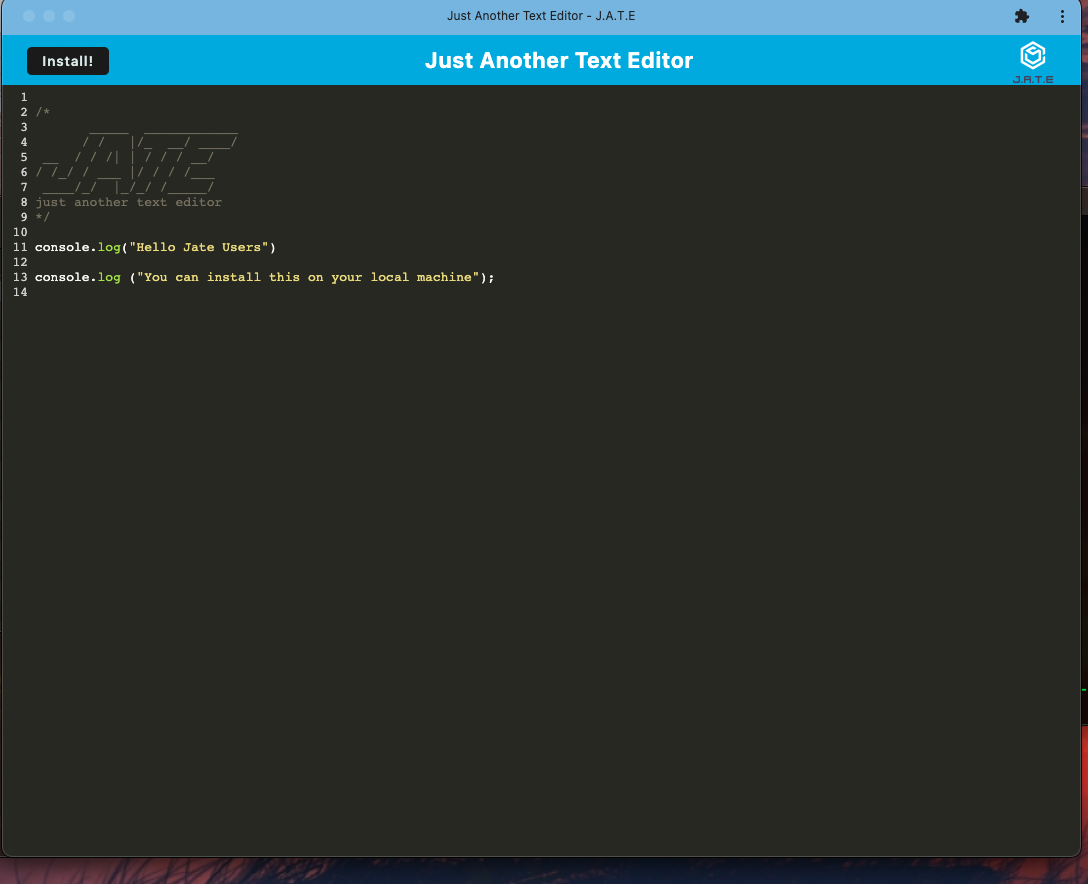 Just Another Text Editor - J.A.T.E
Install!
Just Another Text Editor
J.A.T.E
1
2 /*
3        _____  ____________
4       / /   |/_  __/ ____/
5  __  / / /| | / / / __/
6 / /_/ / ___ |/ / / /___
7  ____/_/  |_/_/ /_____/
8 just another text editor
9 */
10
11 console.log("Hello Jate Users")
12
13 console.log ("You can install this on your local machine");
14